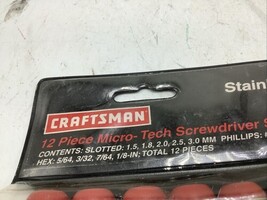 Stain
CRAFTSMAN
12 Piece Micro-Tech Screwdriver S
CONTENTS: SLOTTED: 1.5, 1.8, 2.0, 2.5, 3.0 MM PHILLIPS:
HEX: 5/64, 3/32, 7/64, 1/8-IN; TOTAL 12 PIECES